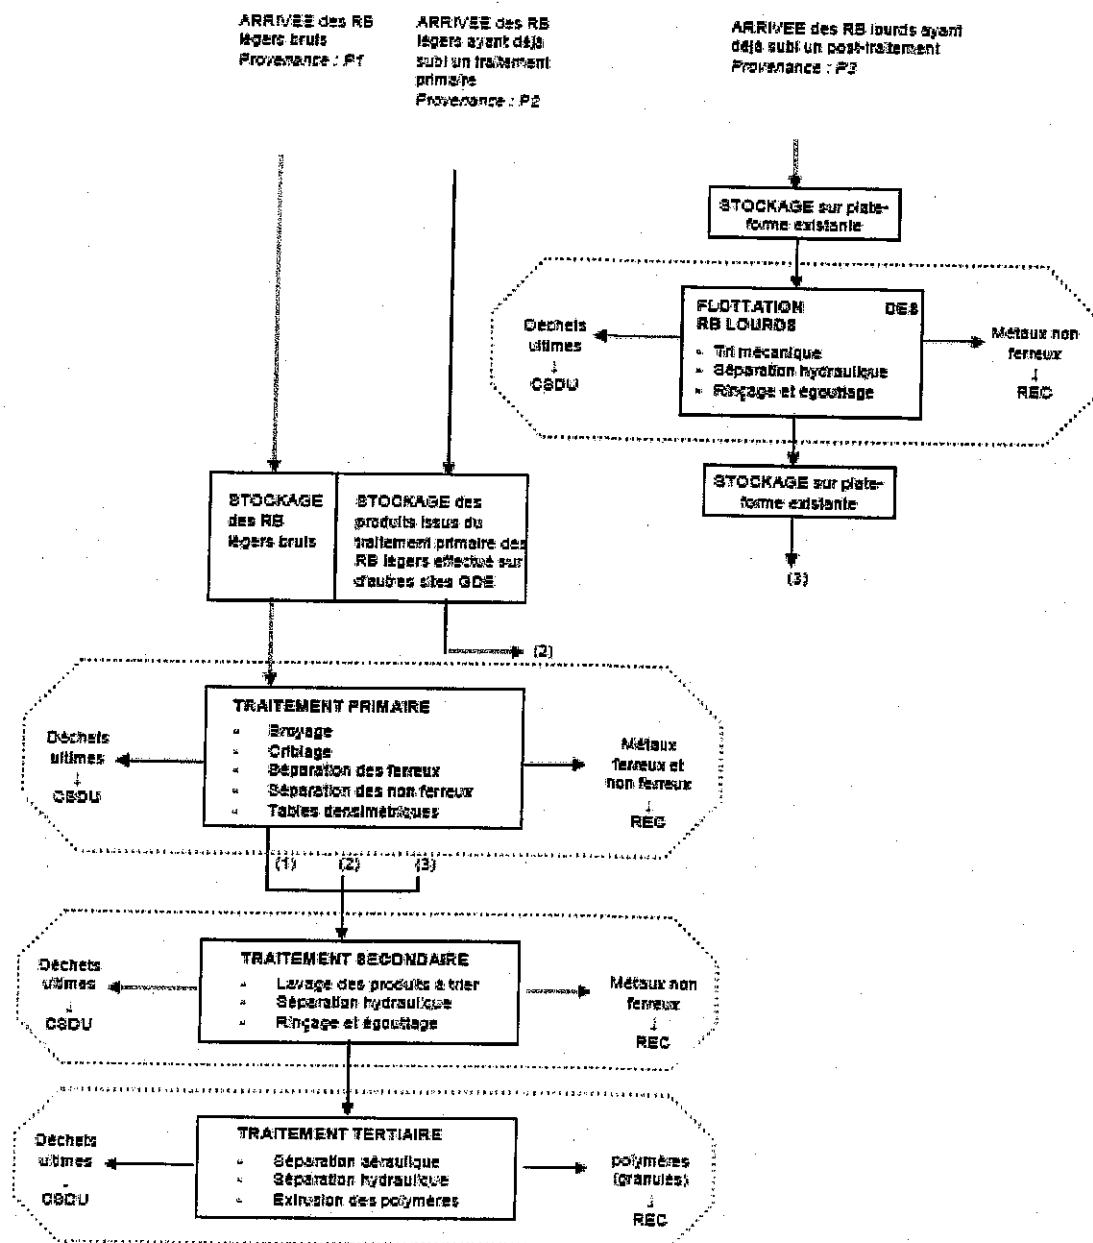 ARRIVEE des RB
légers bruts
Provenance : P1
ARRIVEE des RB
légers ayant déjà
subi un traitement
primaire
Provenance : P2
ARRIVEE des RB lourds ayant
déjà subi un post-traitement
Provenance : P3
STOCKAGE sur plate-
forme existante
FLOTTATION DES
RB LOURDS
Tri mécanique
Séparation hydraulique
Rinçage et égouttage
Déchets
ultimes
↓
CSDU
Métaux non
ferreux
↓
REC
STOCKAGE sur plate-
forme existante
(3)
STOCKAGE
des RB
légers bruts
STOCKAGE des
produits issus du
traitement primaire des
RB légers effectué sur
d'autres sites GDE
(2)
TRAITEMENT PRIMAIRE
Broyage
Criblage
Séparation des ferreux
Séparation des non ferreux
Tables densimétriques
Déchets
ultimes
↓
CSDU
Métaux
ferreux et
non ferreux
↓
REC
(1) (2) (3)
TRAITEMENT SECONDAIRE
Lavage des produits à trier
Séparation hydraulique
Rinçage et égouttage
Déchets
ultimes
↓
CSDU
Métaux non
ferreux
↓
REC
TRAITEMENT TERTIAIRE
Séparation aéraulique
Séparation hydraulique
Extrusion des polymères
Déchets
ultimes
CSDU
polymères
(granulés)
↓
REC